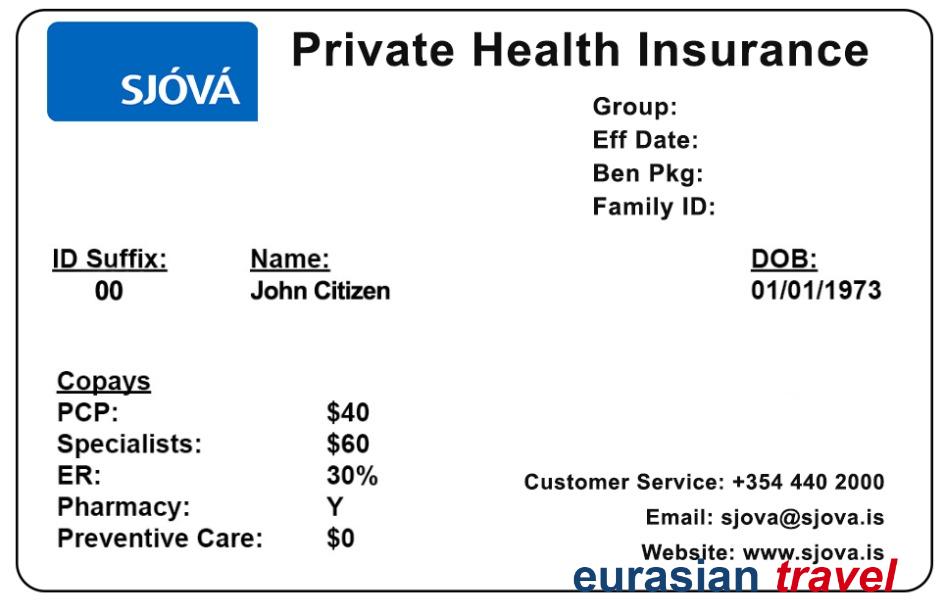 SJÓVÁ
Private Health Insurance
Group:
Eff Date:
Ben Pkg:
Family ID:
ID Suffix: Name: DOB:
00 John Citizen 01/01/1973
Copays
PCP: $40
Specialists: $60
ER: 30%
Pharmacy: Y
Preventive Care: $0
Customer Service: +354 440 2000
Email: sjova@sjova.is
Website: www.sjova.is
eurasian travel